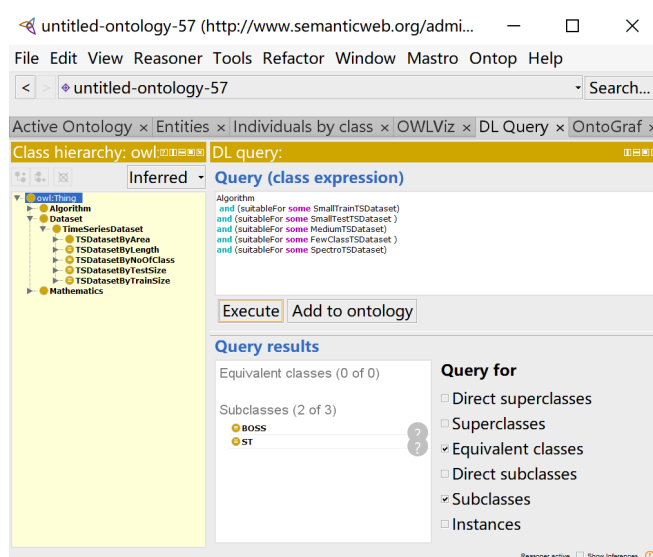 untitled-ontology-57 (http://www.semanticweb.org/admi...
File Edit View Reasoner Tools Refactor Window Mastro Ontop Help
< > untitled-ontology-57 Search...
Active Ontology × Entities × Individuals by class × OWLViz × DL Query × OntoGraf ×
Class hierarchy: owl:
Inferred
owl:Thing
Algorithm
Dataset
TimeSeriesDataset
TSDatasetByArea
TSDatasetByLength
TSDatasetByNoOfClass
TSDatasetByTestSize
TSDatasetByTrainSize
Mathematics
DL query:
Query (class expression)
Algorithm
and (suitableFor some SmallTrainTSDataset)
and (suitableFor some SmallTestTSDataset )
and (suitableFor some MediumTSDataset)
and (suitableFor some FewClassTSDataset )
and (suitableFor some SpectroTSDataset)
Execute Add to ontology
Query results
Equivalent classes (0 of 0)
Subclasses (2 of 3)
BOSS ?
ST ?
Query for
Direct superclasses
Superclasses
Equivalent classes
Direct subclasses
Subclasses
Instances
Reasoner active Show Inferences